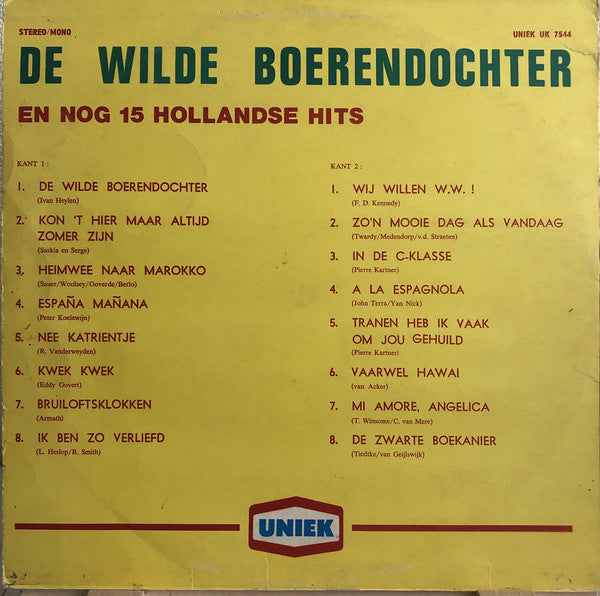 STEREO/MONO
UNIEK UK 7544
DE WILDE BOERENDOCHTER
EN NOG 15 HOLLANDSE HITS
KANT 1 :
1. DE WILDE BOERENDOCHTER
(Ivan Heylen)
2. KON 'T HIER MAAR ALTIJD
ZOMER ZIJN
(Saskia en Serge)
3. HEIMWEE NAAR MAROKKO
(Sauer/Woolsey/Goverde/Berlo)
4. ESPAÑA MAÑANA
(Peter Koelewijn)
5. NEE KATRIENTJE
(R. Vanderweyden)
6. KWEK KWEK
(Eddy Govert)
7. BRUILOFTSKLOKKEN
(Armath)
8. IK BEN ZO VERLIEFD
(L. Heslop/R. Smith)
KANT 2 :
1. WIJ WILLEN W.W. !
(F. D. Kennedy)
2. ZO'N MOOIE DAG ALS VANDAAG
(Twardy/Medendorp/v.d. Straeten)
3. IN DE C-KLASSE
(Pierre Kartner)
4. A LA ESPAGNOLA
(John Terra/Yan Nick)
5. TRANEN HEB IK VAAK
OM JOU GEHUILD
(Pierre Kartner)
6. VAARWEL HAWAI
(van Acker)
7. MI AMORE, ANGELICA
(T. Winsome/C. van Mere)
8. DE ZWARTE BOEKANIER
(Tiedtke/van Geijlswijk)
UNIEK